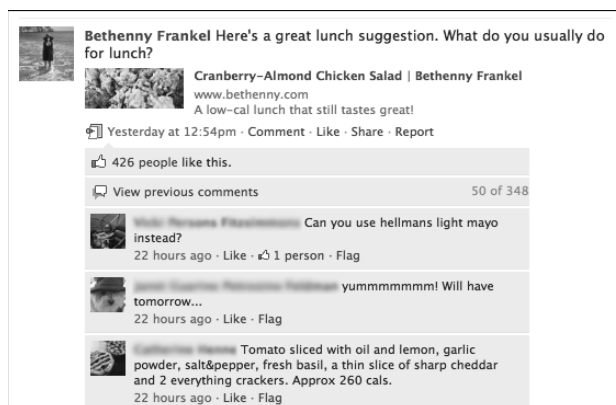 Bethenny Frankel Here's a great lunch suggestion. What do you usually do
for lunch?
Cranberry-Almond Chicken Salad | Bethenny Frankel
www.bethenny.com
A low-cal lunch that still tastes great!
Yesterday at 12:54pm · Comment · Like · Share · Report
426 people like this.
View previous comments 50 of 348
Can you use hellmans light mayo
instead?
22 hours ago · Like · 1 person · Flag
yummmmmmm! Will have
tomorrow...
22 hours ago · Like · Flag
Tomato sliced with oil and lemon, garlic
powder, salt&pepper, fresh basil, a thin slice of sharp cheddar
and 2 everything crackers. Approx 260 cals.
22 hours ago · Like · Flag